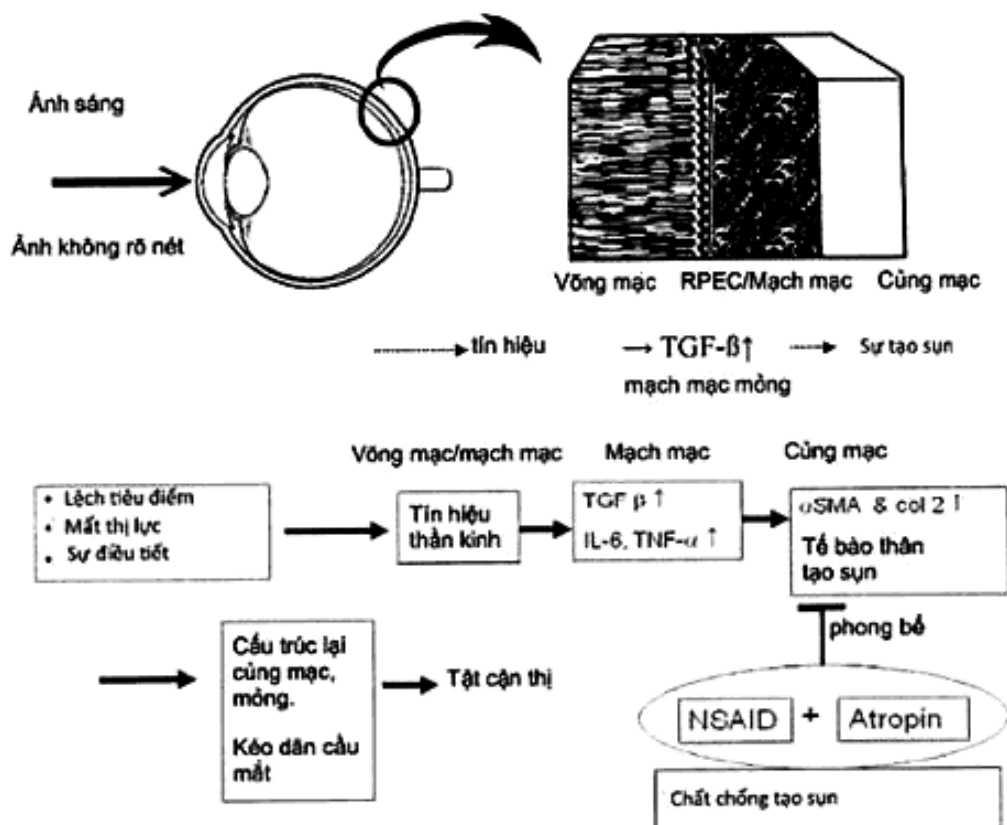 Ánh sáng
Ảnh không rõ nét
Võng mạc RPEC/Mạch mạc Củng mạc
tín hiệu → TGF-ß↑ Sự tạo sụn
mạch mạc mỏng
Võng mạc/mạch mạc Mạch mạc Củng mạc
• Lệch tiêu điểm
• Mất thị lực
• Sự điều tiết
Tín hiệu
thần kinh
TGF β ↑
IL-6, TNF-α ↑
αSMA & col 2 ↑
Tế bào thân
tạo sụn
phong bế
Cấu trúc lại
củng mạc,
mỏng.
Kéo dãn cầu
mắt
Tật cận thị
NSAID + Atropin
Chất chống tạo sụn